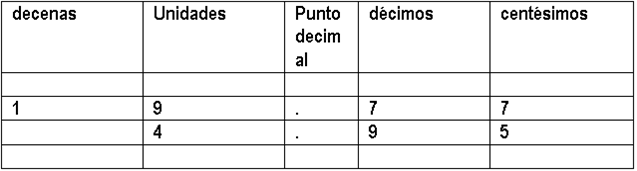 decenas Unidades Punto decim al décimos centésimos
1 9 . 7 7
4 . 9 5